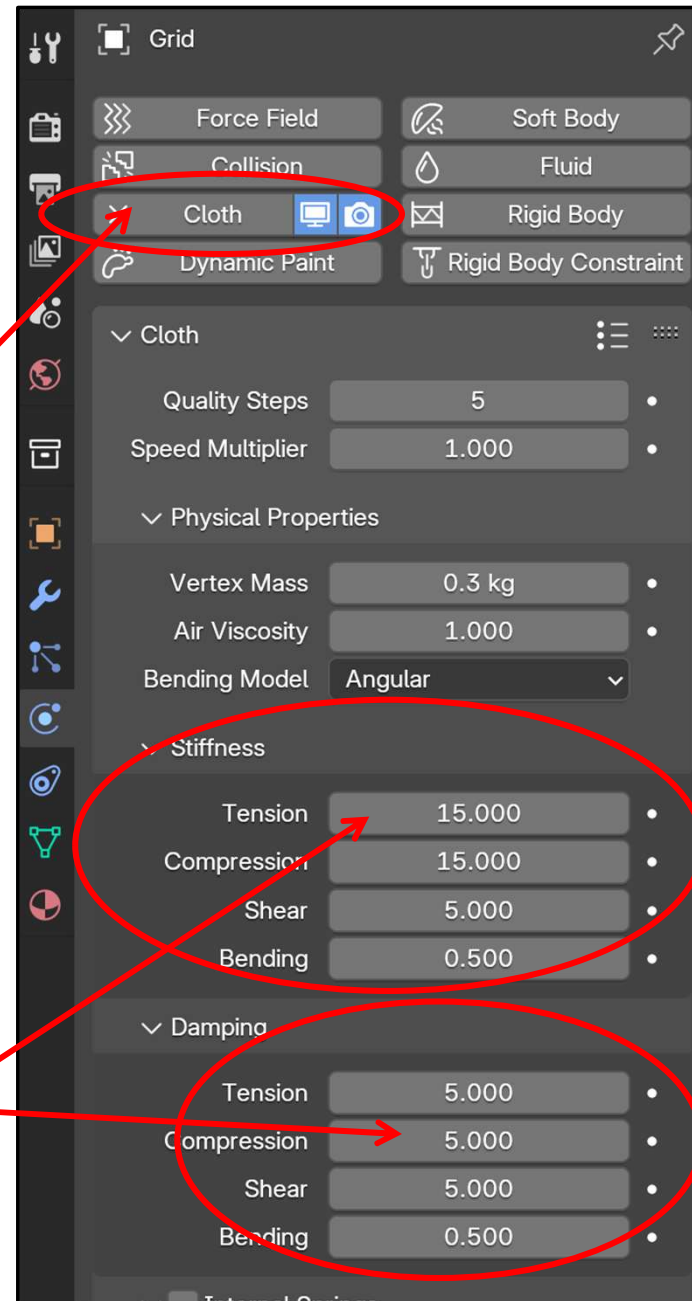 Grid
Force Field Soft Body
Collision Fluid
Cloth Rigid Body
Dynamic Paint Rigid Body Constraint
Cloth
Quality Steps 5
Speed Multiplier 1.000
Physical Properties
Vertex Mass 0.3 kg
Air Viscosity 1.000
Bending Model Angular
Stiffness
Tension 15.000
Compression 15.000
Shear 5.000
Bending 0.500
Damping
Tension 5.000
Compression 5.000
Shear 5.000
Bending 0.500